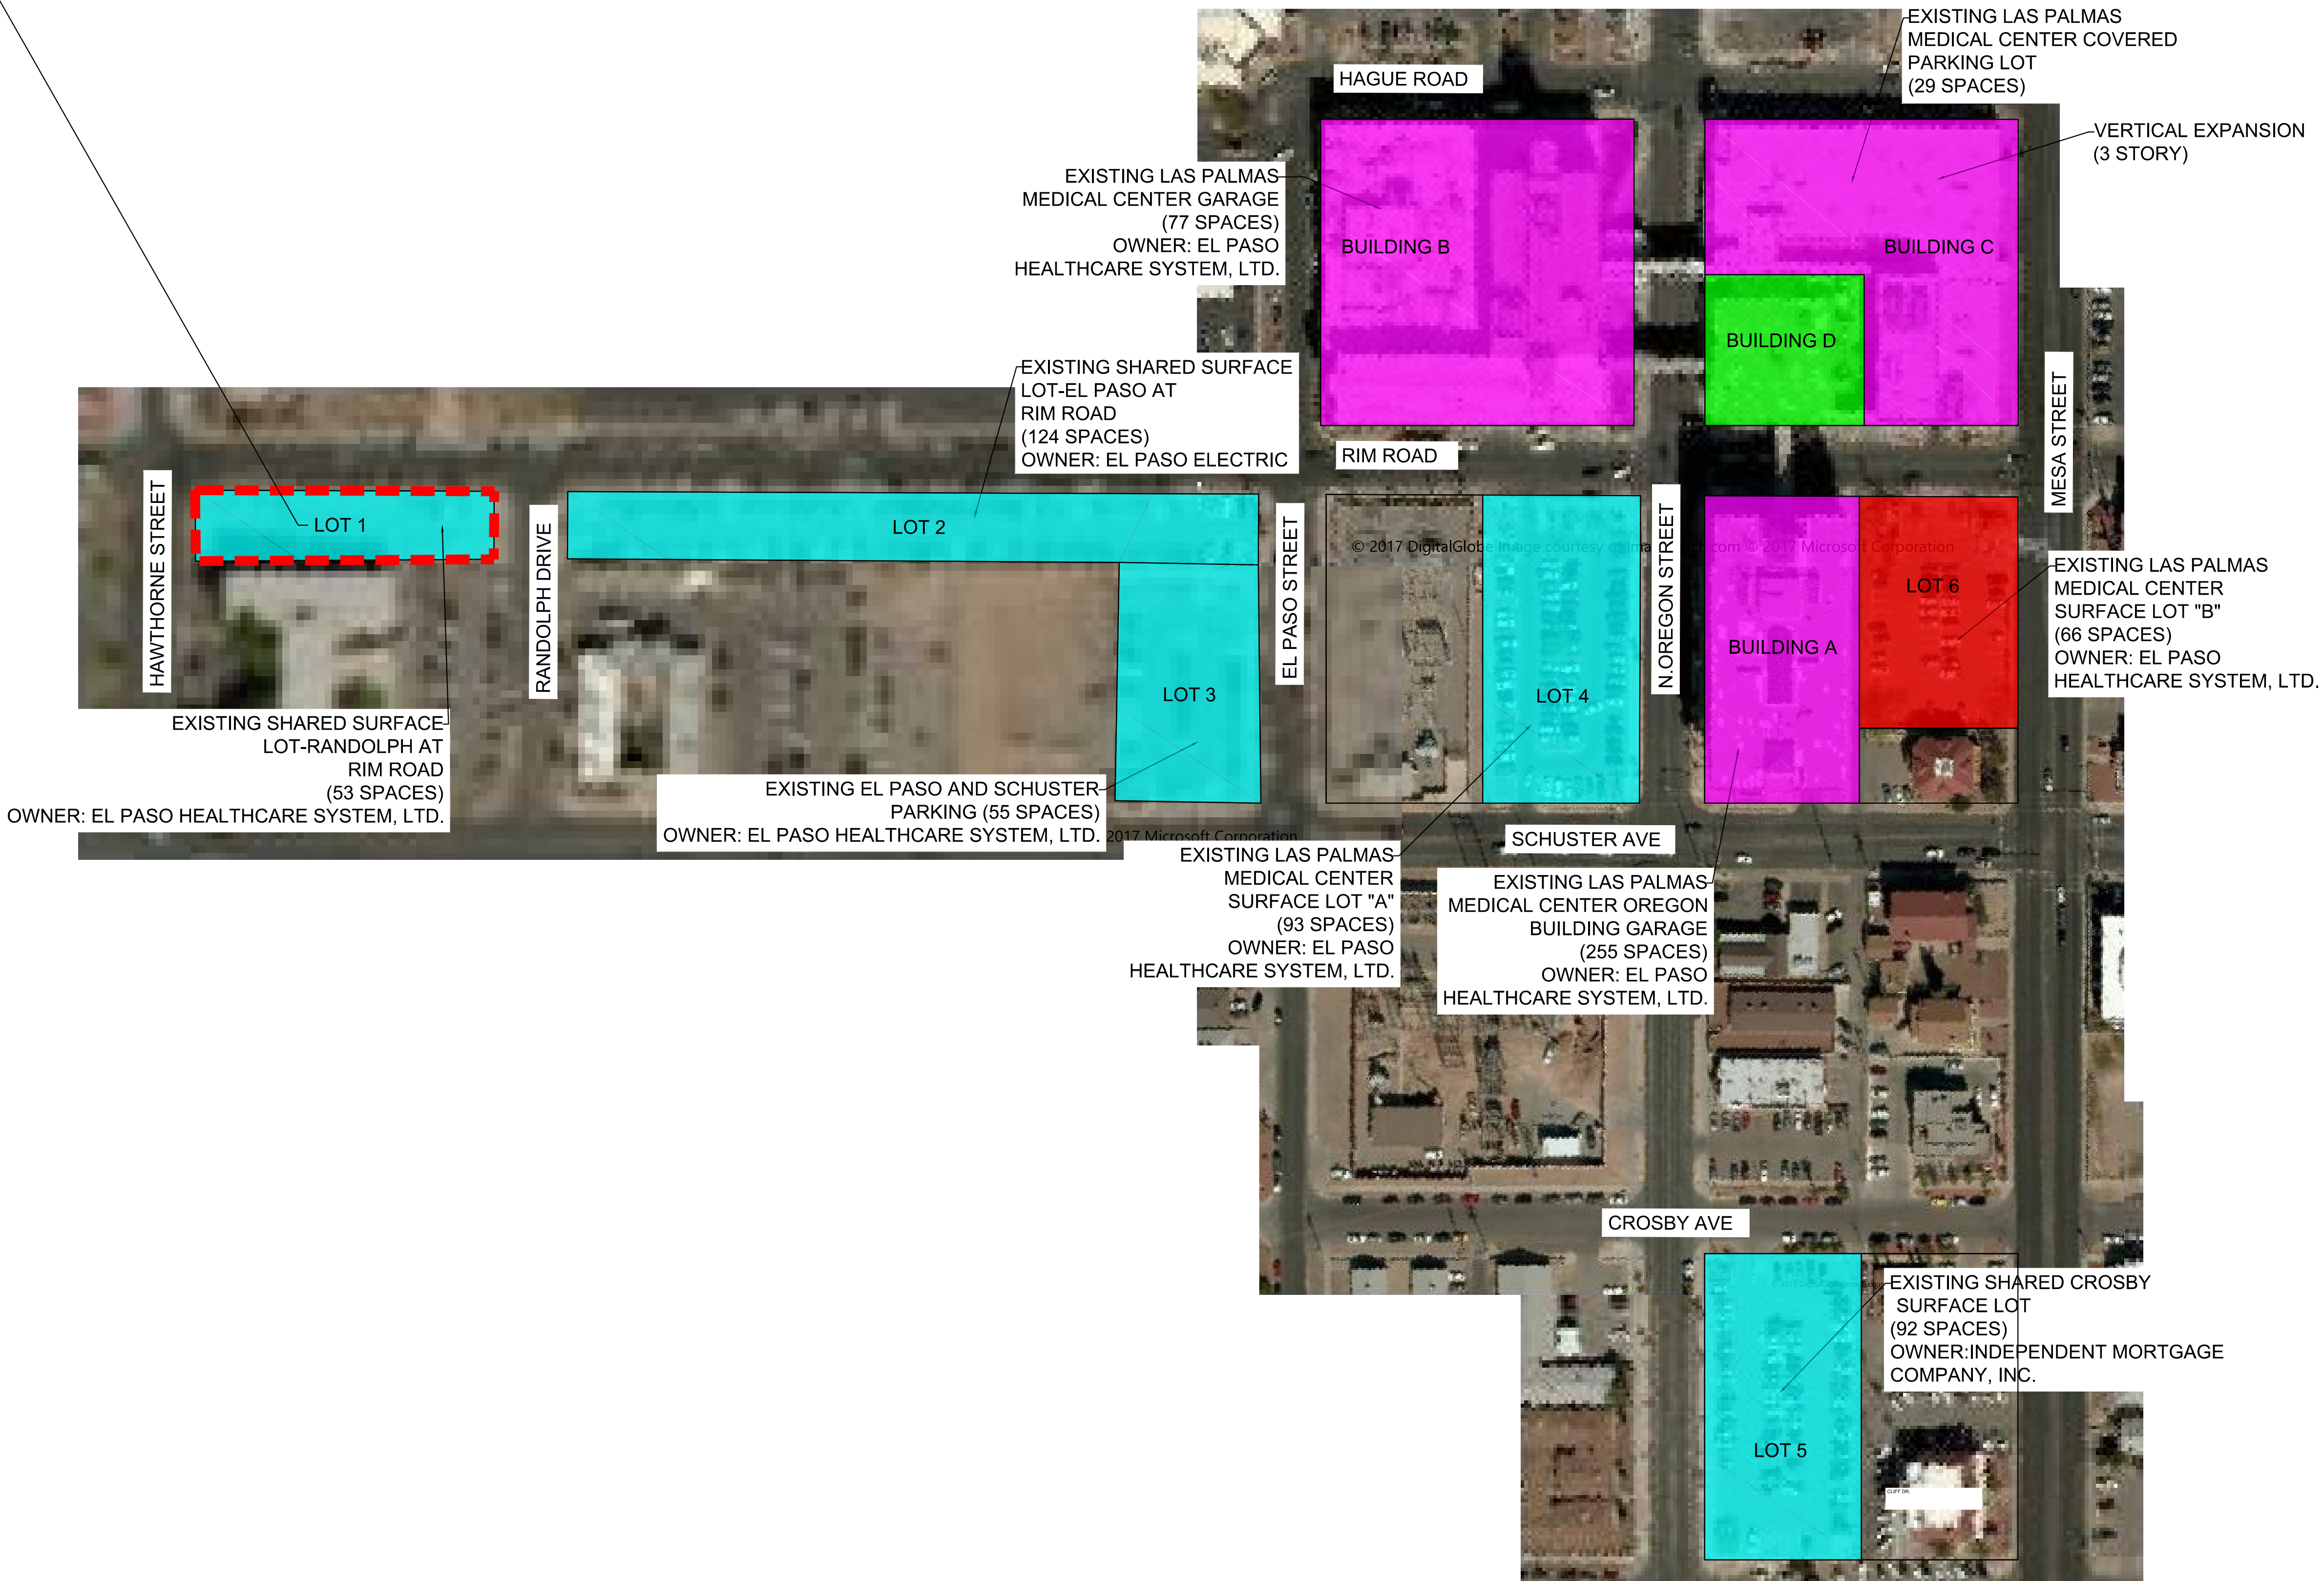 EXISTING LAS PALMAS
MEDICAL CENTER COVERED
PARKING LOT
(29 SPACES)
HAGUE ROAD
VERTICAL EXPANSION
(3 STORY)
EXISTING LAS PALMAS
MEDICAL CENTER GARAGE
(77 SPACES)
OWNER: EL PASO
HEALTHCARE SYSTEM, LTD.
BUILDING B
BUILDING C
BUILDING D
EXISTING SHARED SURFACE
LOT-EL PASO AT
RIM ROAD
(124 SPACES)
OWNER: EL PASO ELECTRIC
RIM ROAD
MESA STREET
HAWTHORNE STREET
LOT 1
RANDOLPH DRIVE
LOT 2
EL PASO STREET
N.OREGON STREET
© 2017 DigitalGlobe Image courtesy of
.com © 2017 Microsoft Corporation
LOT 6
EXISTING LAS PALMAS
MEDICAL CENTER
SURFACE LOT "B"
(66 SPACES)
OWNER: EL PASO
HEALTHCARE SYSTEM, LTD.
BUILDING A
LOT 3
LOT 4
EXISTING SHARED SURFACE
LOT-RANDOLPH AT
RIM ROAD
(53 SPACES)
OWNER: EL PASO HEALTHCARE SYSTEM, LTD.
EXISTING EL PASO AND SCHUSTER
PARKING (55 SPACES)
OWNER: EL PASO HEALTHCARE SYSTEM, LTD.
2017 Microsoft Corporation
SCHUSTER AVE
EXISTING LAS PALMAS
MEDICAL CENTER
SURFACE LOT "A"
(93 SPACES)
OWNER: EL PASO
HEALTHCARE SYSTEM, LTD.
EXISTING LAS PALMAS
MEDICAL CENTER OREGON
BUILDING GARAGE
(255 SPACES)
OWNER: EL PASO
HEALTHCARE SYSTEM, LTD.
CROSBY AVE
EXISTING SHARED CROSBY
SURFACE LOT
(92 SPACES)
OWNER:INDEPENDENT MORTGAGE
COMPANY, INC.
LOT 5
CLIFF DR.